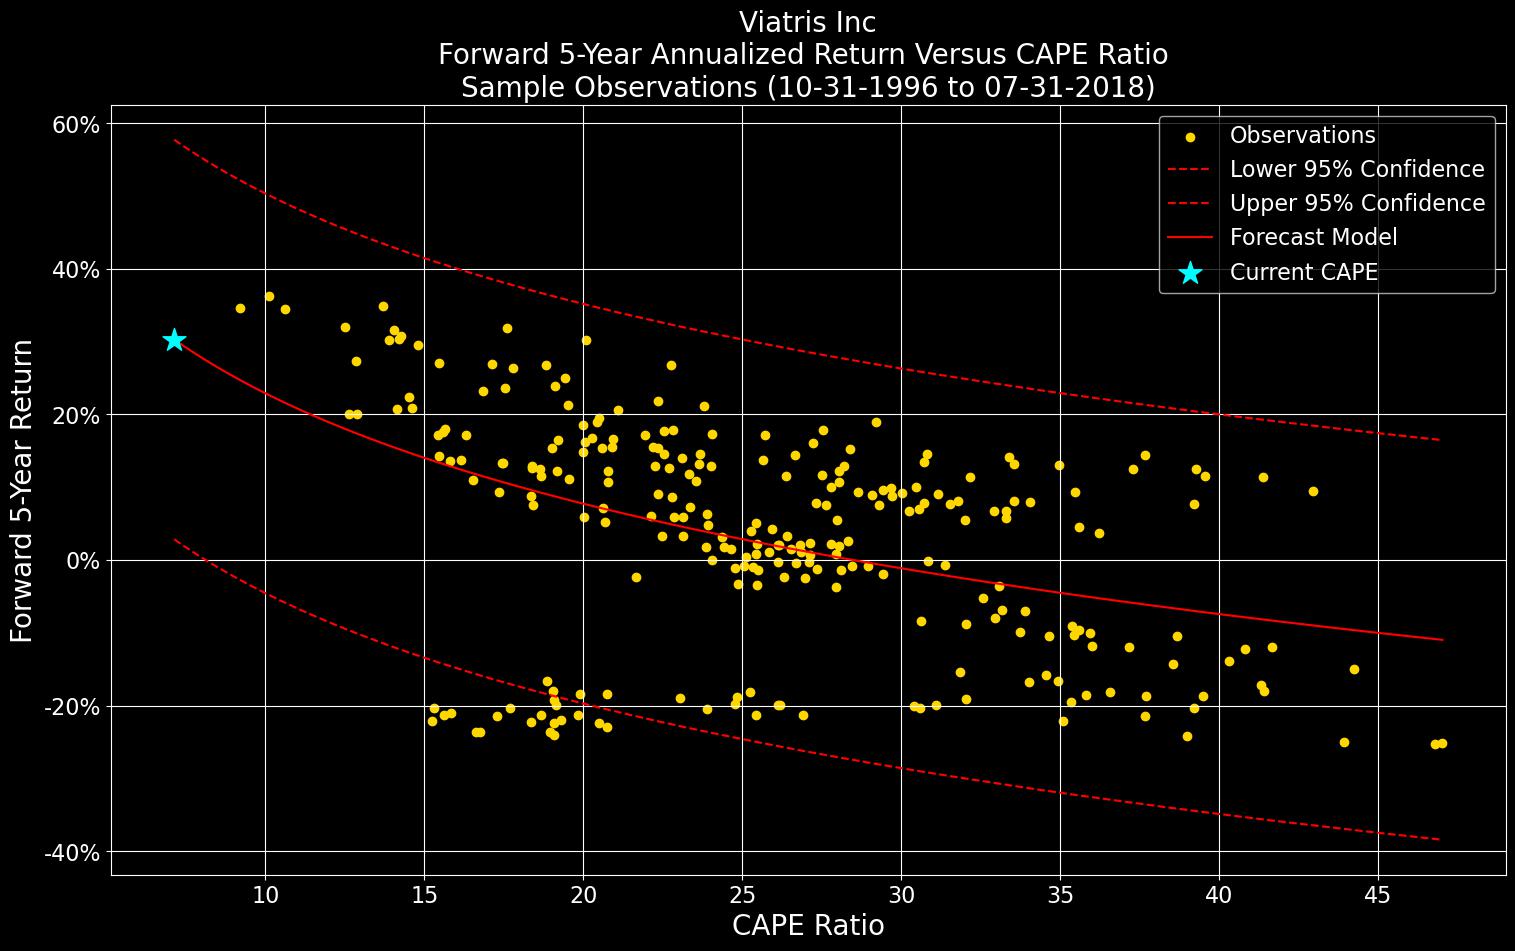 Viatris Inc
Forward 5-Year Annualized Return Versus CAPE Ratio
Sample Observations (10-31-1996 to 07-31-2018)
Observations
Lower 95% Confidence
Upper 95% Confidence
Forecast Model
Current CAPE
Forward 5-Year Return
60%
40%
20%
0%
-20%
-40%
10 15 20 25 30 35 40 45
CAPE Ratio